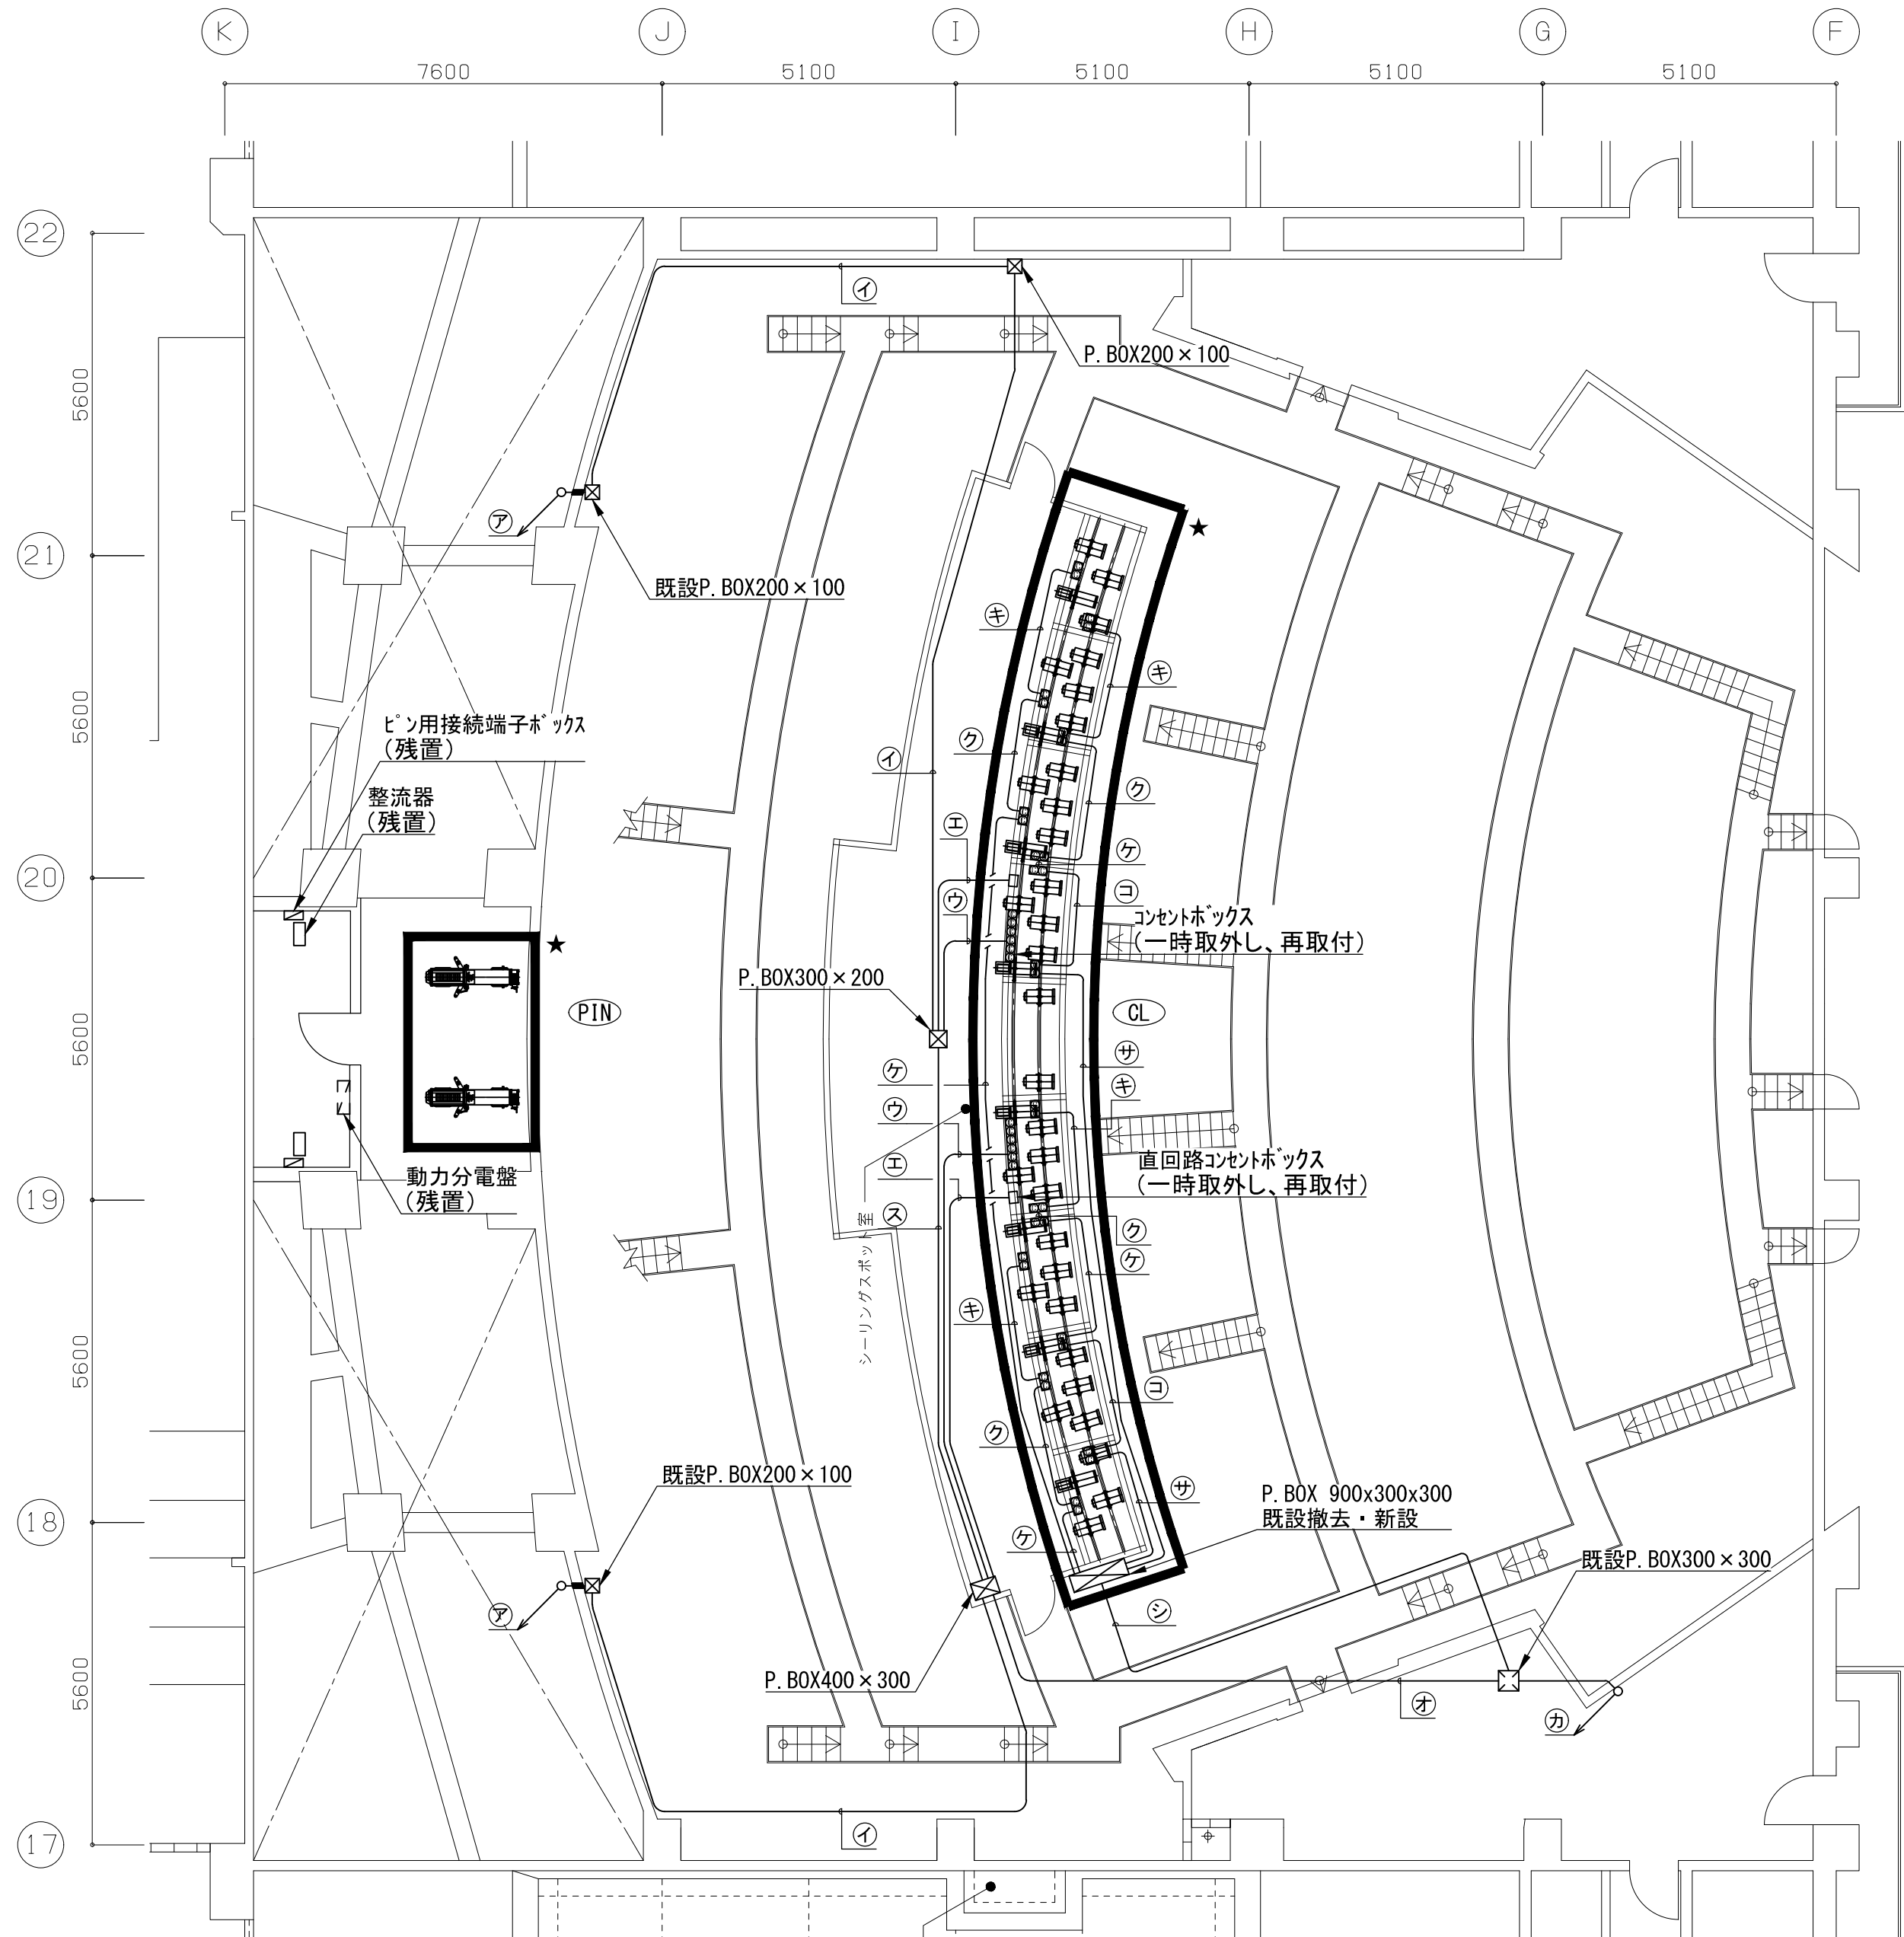 K
J
I
H
G
F
7600
5100
5100
5100
5100
22
5600
㋑
P.BOX200×100
㋐
★
21
既設P.BOX200×100
㋖
㋖
5600
ピン用接続端子ボックス
(残置)
㋗
㋑
整流器
(残置)
㋗
㋓
㋘
20
㋒
㋙
コンセントボックス
(一時取外し、再取付)
★
P.BOX300×200
PIN
CL
5600
㋚
㋘
㋖
㋒
㋓
直回路コンセントボックス
(一時取外し、再取付)
動力分電盤
(残置)
19
㋜
シーリングスポット室
㋗
㋘
㋖
5600
㋙
㋗
既設P.BOX200×100
㋚
P.BOX 900x300x300
既設撤去・新設
18
㋘
既設P.BOX300×300
㋐
㋛
5600
P.BOX400×300
㋔
㋕
㋑
17